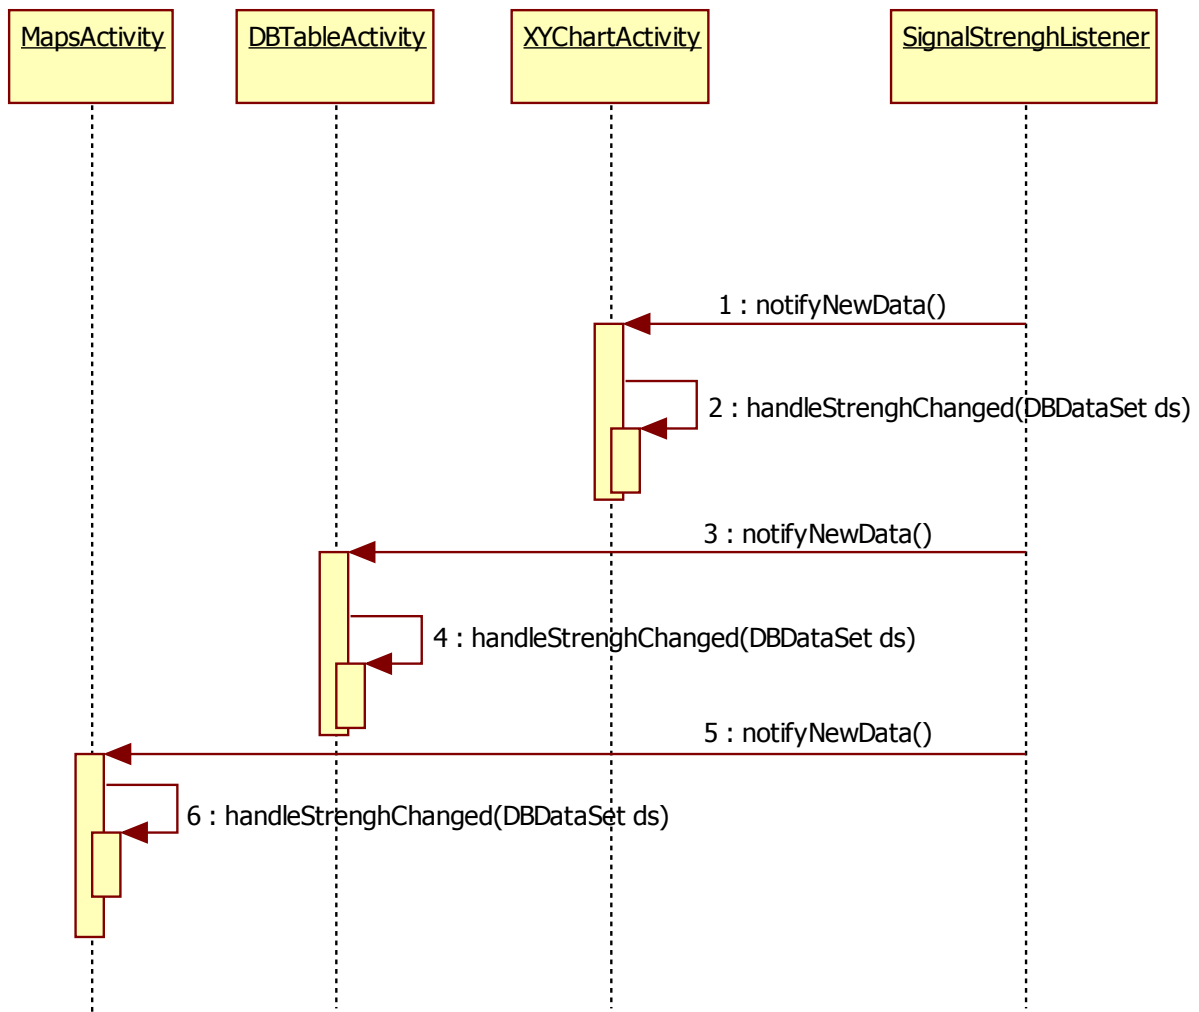 MapsActivity
DBTableActivity
XYChartActivity
SignalStrenghListener
1 : notifyNewData()
2 : handleStrenghChanged(DBDataSet ds)
3 : notifyNewData()
4 : handleStrenghChanged(DBDataSet ds)
5 : notifyNewData()
6 : handleStrenghChanged(DBDataSet ds)